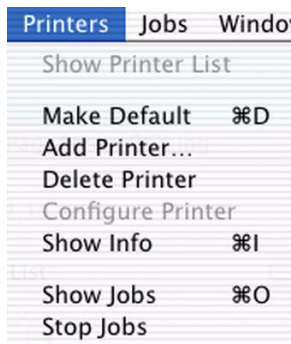 Printers Jobs Windo
Show Printer List
Make Default ⌘D
Add Printer...
Delete Printer
Configure Printer
Show Info ⌘I
Show Jobs ⌘O
Stop Jobs